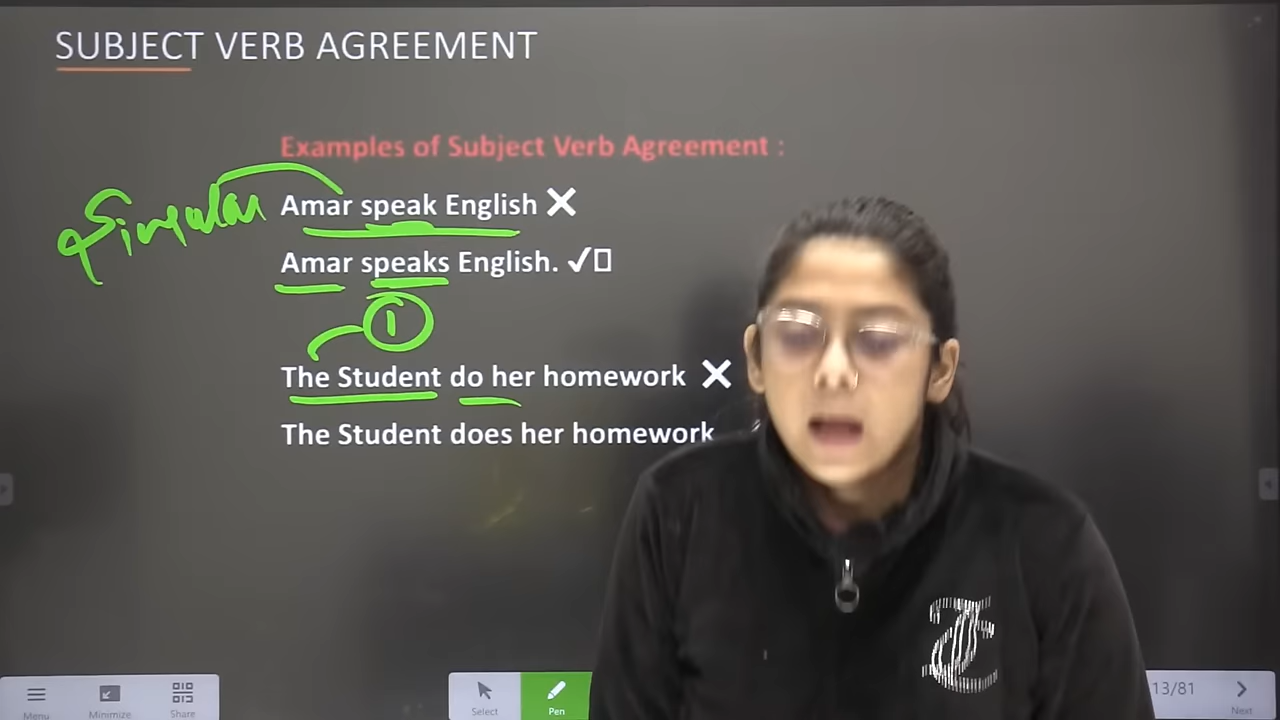 SUBJECT VERB AGREEMENT
Examples of Subject Verb Agreement :
Singular
Amar speak English ✕
Amar speaks English. ✓
1
The Student do her homework ✕
The Student does her homework
Menu
Minimize
Share
Select
Pen
13/81
Next